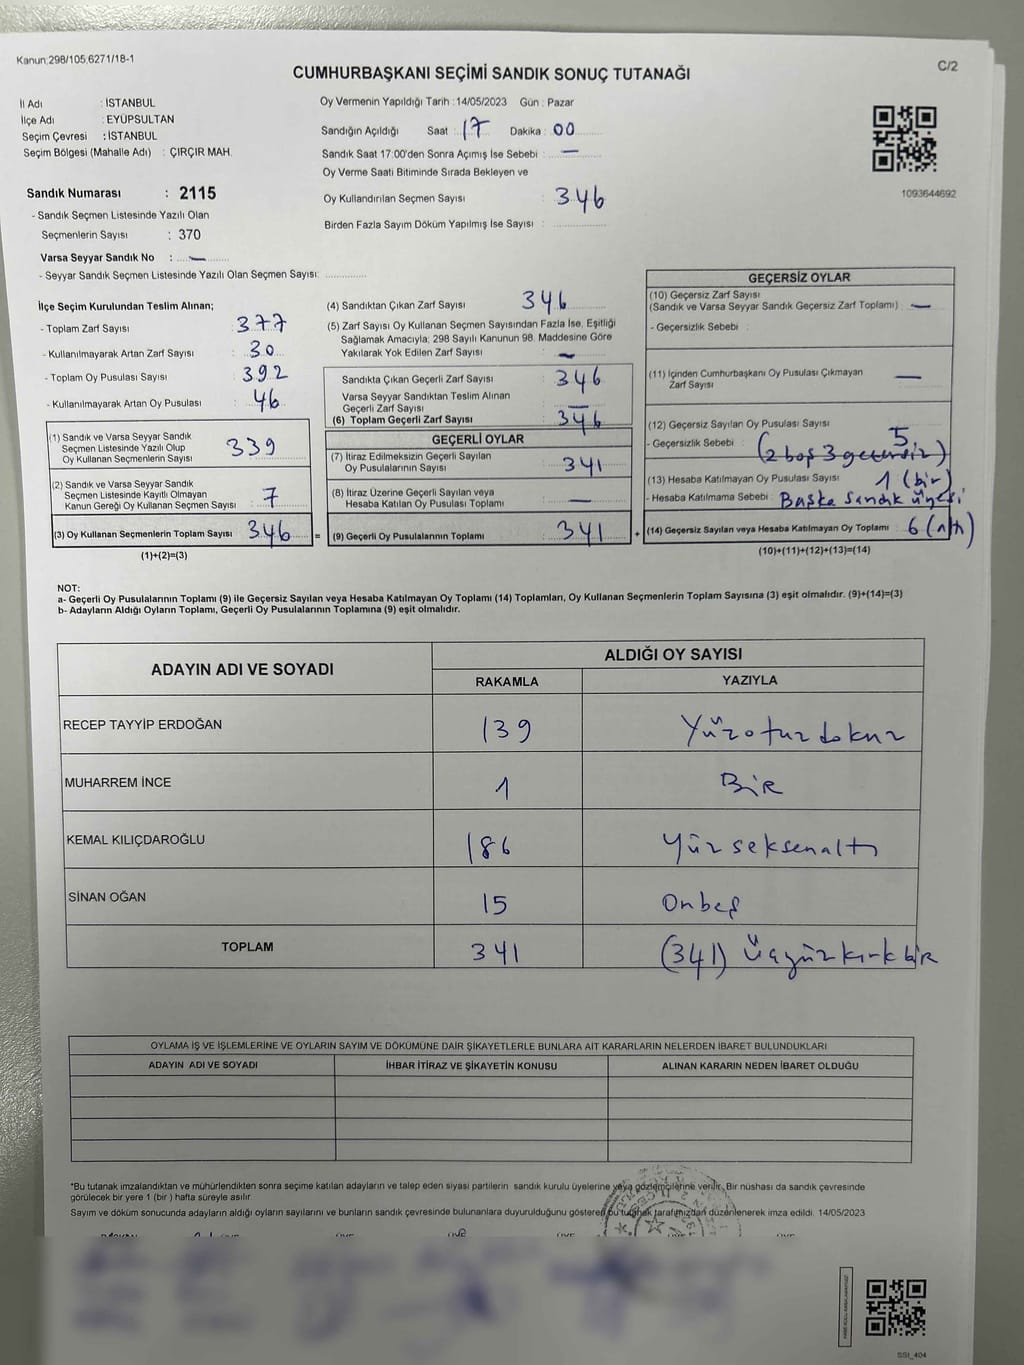 Kanun:298/105,6271/18-1
C/2
CUMHURBAŞKANI SEÇİMİ SANDIK SONUÇ TUTANAĞI
İl Adı : İSTANBUL
İlçe Adı : EYÜPSULTAN
Seçim Çevresi : İSTANBUL
Seçim Bölgesi (Mahalle Adı) : ÇIRÇIR MAH.
Sandık Numarası : 2115
- Sandık Seçmen Listesinde Yazılı Olan
Seçmenlerin Sayısı : 370
Varsa Seyyar Sandık No : —
- Seyyar Sandık Seçmen Listesinde Yazılı Olan Seçmen Sayısı:
Oy Vermenin Yapıldığı Tarih :14/05/2023 Gün : Pazar
Sandığın Açıldığı Saat : 17 Dakika : 00
Sandık Saat 17:00'den Sonra Açımış İse Sebebi : —
Oy Verme Saati Bitiminde Sırada Bekleyen ve
Oy Kullandırılan Seçmen Sayısı : 346
Birden Fazla Sayım Döküm Yapılmış İse Sayısı :
1093644692
İlçe Seçim Kurulundan Teslim Alınan;
- Toplam Zarf Sayısı : 377
- Kullanılmayarak Artan Zarf Sayısı : 30
- Toplam Oy Pusulası Sayısı : 392
- Kullanılmayarak Artan Oy Pusulası : 46
(1) Sandık ve Varsa Seyyar Sandık
Seçmen Listesinde Yazılı Olup
Oy Kullanan Seçmenlerin Sayısı : 339
(2) Sandık ve Varsa Seyyar Sandık
Seçmen Listesinde Kayıtlı Olmayan
Kanun Gereği Oy Kullanan Seçmen Sayısı : 7
(3) Oy Kullanan Seçmenlerin Toplam Sayısı : 346
(1)+(2)=(3)
(4) Sandıktan Çıkan Zarf Sayısı : 346
(5) Zarf Sayısı Oy Kullanan Seçmen Sayısından Fazla İse, Eşitliği
Sağlamak Amacıyla; 298 Sayılı Kanunun 98. Maddesine Göre
Yakılarak Yok Edilen Zarf Sayısı : —
Sandıkta Çıkan Geçerli Zarf Sayısı : 346
Varsa Seyyar Sandıktan Teslim Alınan
Geçerli Zarf Sayısı : —
(6) Toplam Geçerli Zarf Sayısı : 346
GEÇERLİ OYLAR
(7) İtiraz Edilmeksizin Geçerli Sayılan
Oy Pusulalarının Sayısı : 341
(8) İtiraz Üzerine Geçerli Sayılan veya
Hesaba Katılan Oy Pusulası Toplamı : —
= (9) Geçerli Oy Pusulalarının Toplamı : 341
GEÇERSİZ OYLAR
(10) Geçersiz Zarf Sayısı
(Sandık ve Varsa Seyyar Sandık Geçersiz Zarf Toplamı) : —
- Geçersizlik Sebebi :
(11) İçinden Cumhurbaşkanı Oy Pusulası Çıkmayan
Zarf Sayısı : —
(12) Geçersiz Sayılan Oy Pusulası Sayısı : 5
- Geçersizlik Sebebi : (2 boş 3 geçersiz)
(13) Hesaba Katılmayan Oy Pusulası Sayısı : 1 (bir)
- Hesaba Katılmama Sebebi : Başka sandık üyesi
+ (14) Geçersiz Sayılan veya Hesaba Katılmayan Oy Toplamı : 6 (altı)
(10)+(11)+(12)+(13)=(14)
NOT:
a- Geçerli Oy Pusulalarının Toplamı (9) ile Geçersiz Sayılan veya Hesaba Katılmayan Oy Toplamı (14) Toplamları, Oy Kullanan Seçmenlerin Toplam Sayısına (3) eşit olmalıdır. (9)+(14)=(3)
b- Adayların Aldığı Oyların Toplamı, Geçerli Oy Pusulalarının Toplamına (9) eşit olmalıdır.
ADAYIN ADI VE SOYADI
ALDIĞI OY SAYISI
RAKAMLA YAZIYLA
RECEP TAYYİP ERDOĞAN 139 Yüzotuzdokuz
MUHARREM İNCE 1 BİR
KEMAL KILIÇDAROĞLU 186 Yüzseksenaltı
SİNAN OĞAN 15 Onbeş
TOPLAM 341 (341) Üçyüzkırkbir
OYLAMA İŞ VE İŞLEMLERİNE VE OYLARIN SAYIM VE DÖKÜMÜNE DAİR ŞİKAYETLERLE BUNLARA AİT KARARLARIN NELERDEN İBARET BULUNDUKLARI
ADAYIN ADI VE SOYADI İHBAR İTİRAZ VE ŞİKAYETİN KONUSU ALINAN KARARIN NEDEN İBARET OLDUĞU
*Bu tutanak imzalandıktan ve mühürlendikten sonra seçime katılan adayların ve talep eden siyasi partilerin sandık kurulu üyelerine veya gözlemcilerine verilir. Bir nüshası da sandık çevresinde
görülecek bir yere 1 (bir ) hafta süreyle asılır.
Sayım ve döküm sonucunda adayların aldığı oyların sayılarını ve bunların sandık çevresinde bulunanlara duyurulduğunu gösteren bu tutanak tarafımızdan düzenlenerek imza edildi. 14/05/2023
SSt_404